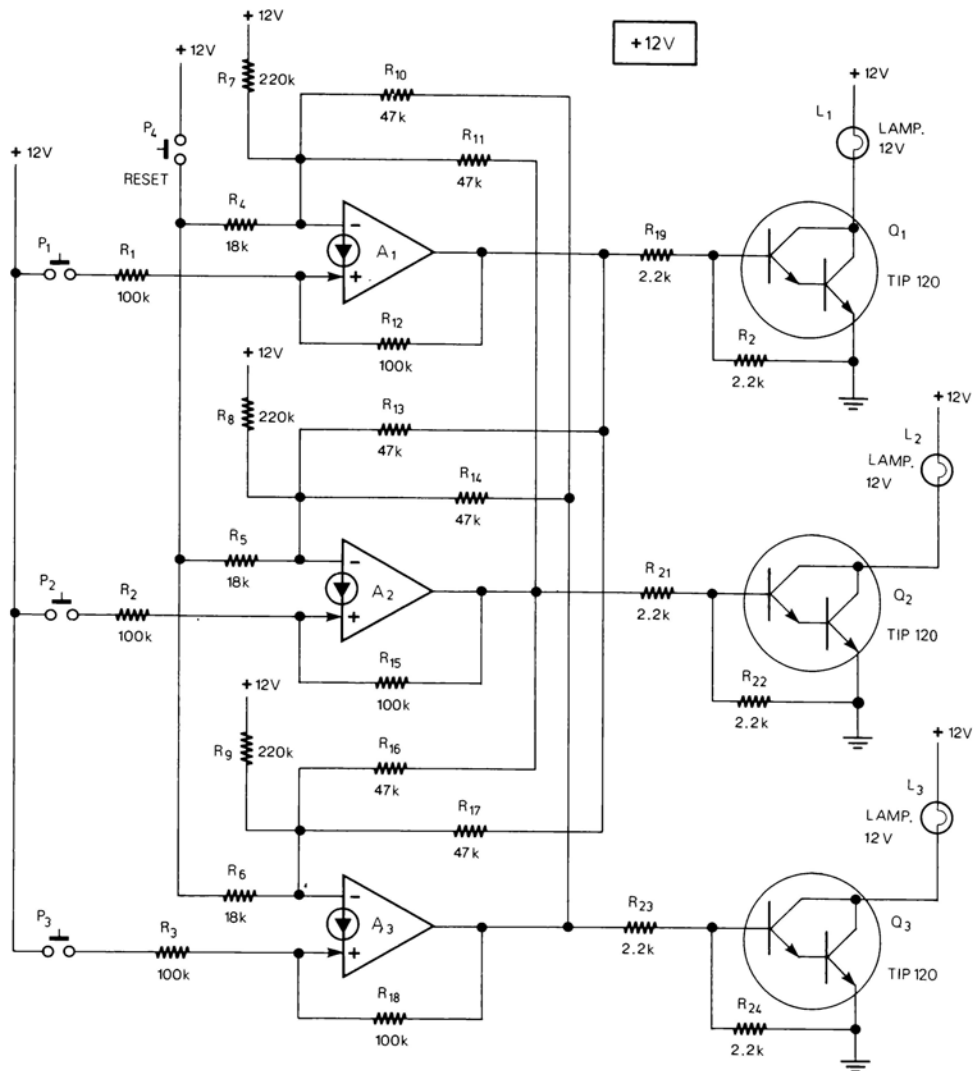 + 12V
+12V
+ 12V
R7 220k
R10
47k
+ 12V
L1
LAMP.
12V
P4
RESET
R11
47k
+ 12V
R4
18k
−
A1
+
P1
R1
100k
R12
100k
R19
2.2k
Q1
TIP 120
R2
2.2k
+ 12V
R8 220k
R13
47k
R14
47k
+ 12V
L2
LAMP.
12V
R5
18k
−
A2
+
P2
R2
100k
R15
100k
R21
2.2k
Q2
TIP 120
R22
2.2k
+ 12V
R9 220k
R16
47k
R17
47k
+ 12V
L3
LAMP.
12V
R6
18k
−
A3
+
P3
R3
100k
R18
100k
R23
2.2k
Q3
TIP 120
R24
2.2k